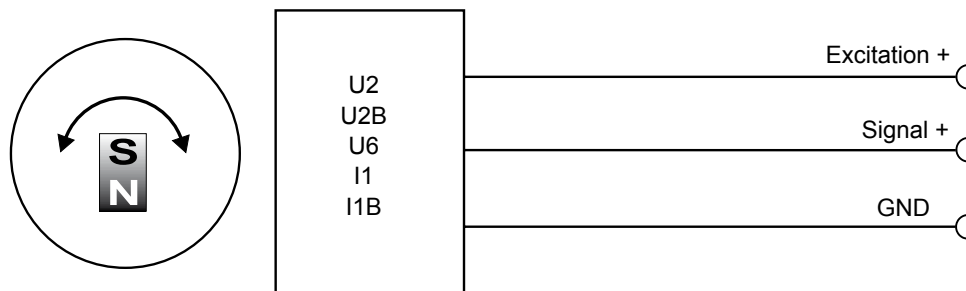 S
N
U2
U2B
U6
I1
I1B
Excitation +
Signal +
GND